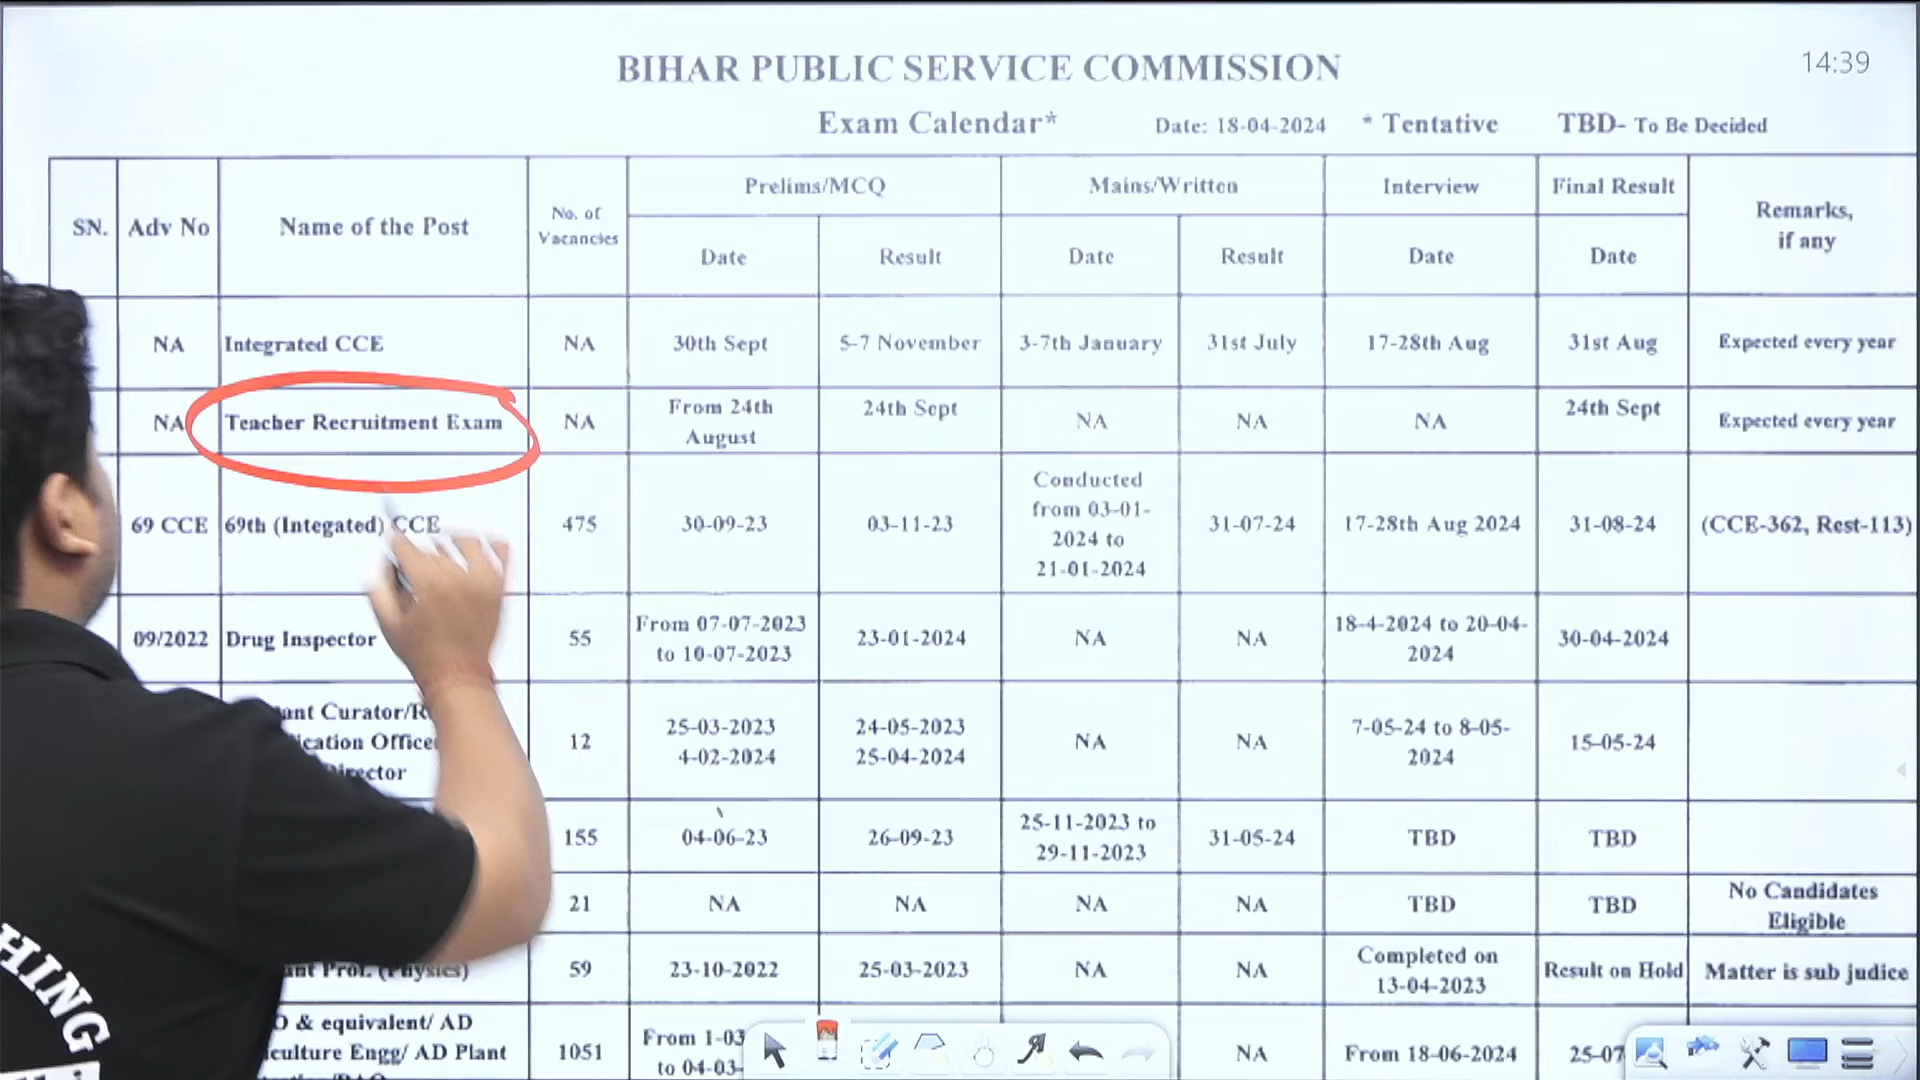 BIHAR PUBLIC SERVICE COMMISSION
14:39
Exam Calendar* Date: 18-04-2024 * Tentative TBD- To Be Decided
SN. Adv No Name of the Post No. of Vacancies Prelims/MCQ Mains/Written Interview Final Result Remarks, if any
Date Result Date Result Date Date
NA Integrated CCE NA 30th Sept 5-7 November 3-7th January 31st July 17-28th Aug 31st Aug Expected every year
NA Teacher Recruitment Exam NA From 24th August 24th Sept NA NA NA 24th Sept Expected every year
69 CCE 69th (Integated) CCE 475 30-09-23 03-11-23 Conducted from 03-01-2024 to 21-01-2024 31-07-24 17-28th Aug 2024 31-08-24 (CCE-362, Rest-113)
09/2022 Drug Inspector 55 From 07-07-2023 to 10-07-2023 23-01-2024 NA NA 18-4-2024 to 20-04-2024 30-04-2024
Curator/ 12 25-03-2023 4-02-2024 24-05-2023 25-04-2024 NA NA 7-05-24 to 8-05-2024 15-05-24
155 04-06-23 26-09-23 25-11-2023 to 29-11-2023 31-05-24 TBD TBD
21 NA NA NA NA TBD TBD No Candidates Eligible
Prof. (Physics) 59 23-10-2022 25-03-2023 NA NA Completed on 13-04-2023 Result on Hold Matter is sub judice
& equivalent/ AD
Engg/ AD Plant 1051 From 1-03 to 04-03- NA From 18-06-2024 25-07
HING